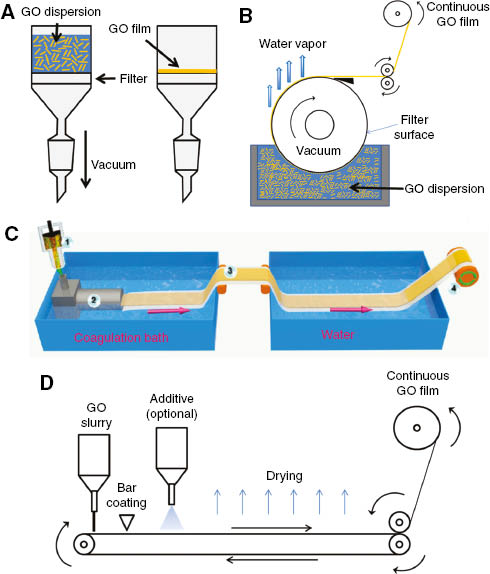 A
GO dispersion
GO film
Filter
Vacuum
B
Continuous
GO film
Water vapor
Filter
surface
Vacuum
GO dispersion
C
1
2
3
4
Coagulation bath
Water
D
Continuous
GO film
GO
slurry
Additive
(optional)
Bar
coating
Drying